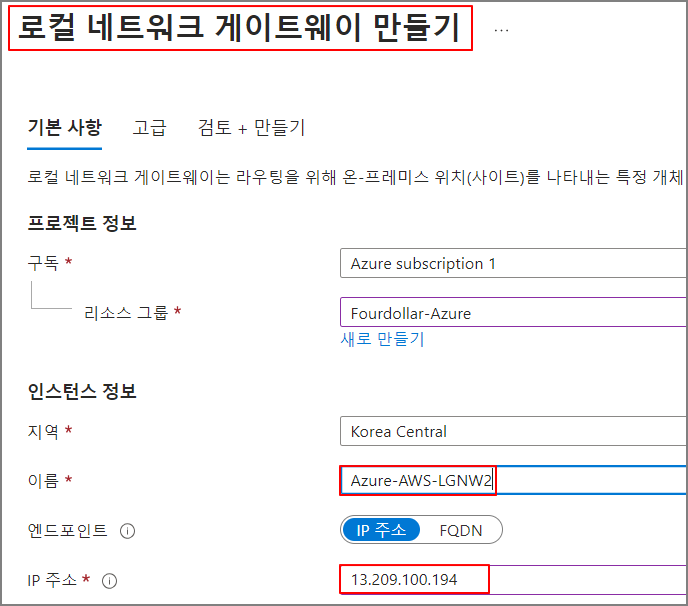 로컬 네트워크 게이트웨이 만들기 ...
기본 사항 고급 검토 + 만들기
로컬 네트워크 게이트웨이는 라우팅을 위해 온-프레미스 위치(사이트)를 나타내는 특정 개체
프로젝트 정보
구독 * Azure subscription 1
리소스 그룹 * Fourdollar-Azure
새로 만들기
인스턴스 정보
지역 * Korea Central
이름 * Azure-AWS-LGNW2
엔드포인트 IP 주소 FQDN
IP 주소 * 13.209.100.194